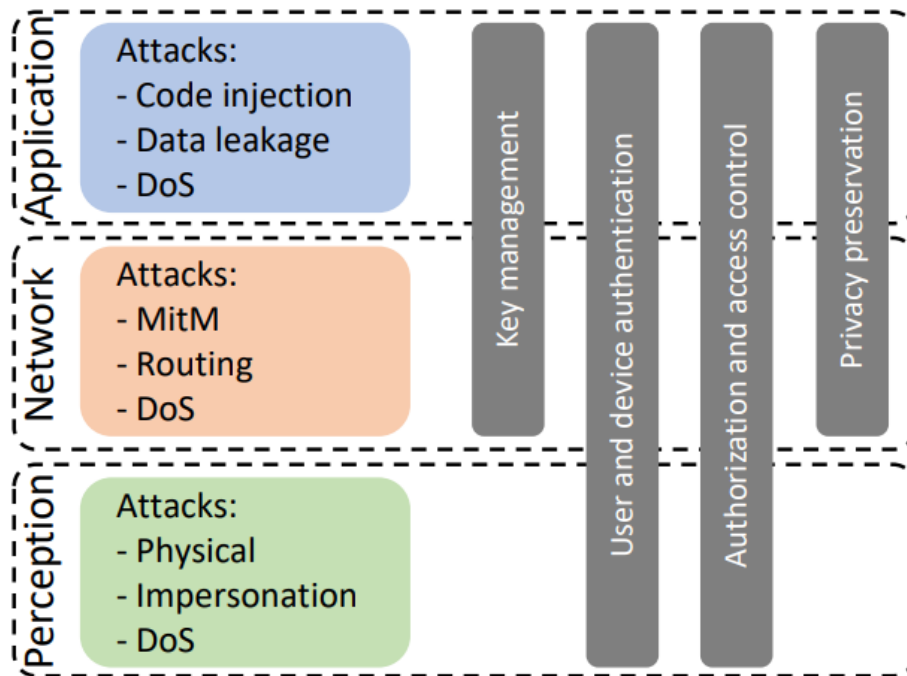 Application
Attacks:
- Code injection
- Data leakage
- DoS
Network
Attacks:
- MitM
- Routing
- DoS
Perception
Attacks:
- Physical
- Impersonation
- DoS
Key management
User and device authentication
Authorization and access control
Privacy preservation